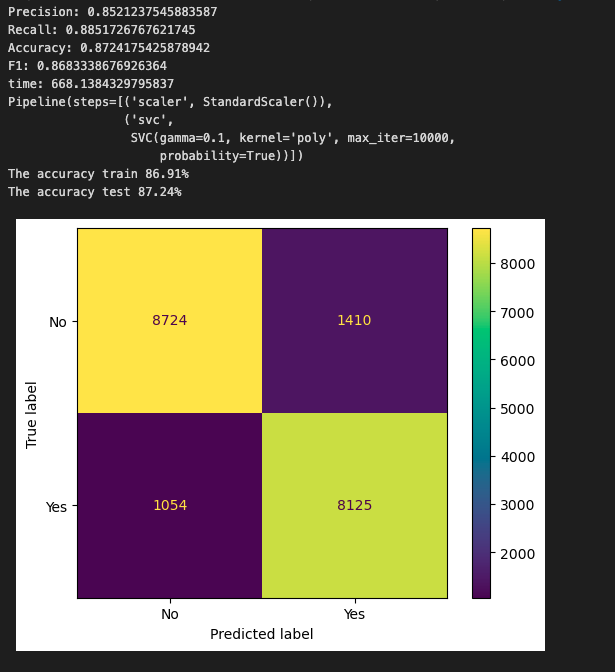 Precision: 0.8521237545883587
Recall: 0.8851726767621745
Accuracy: 0.8724175425878942
F1: 0.8683338676926364
time: 668.1384329795837
Pipeline(steps=[('scaler', StandardScaler()),
('svc',
SVC(gamma=0.1, kernel='poly', max_iter=10000,
probability=True))])
The accuracy train 86.91%
The accuracy test 87.24%
No
8724
1410
Yes
1054
8125
True label
No
Yes
Predicted label
8000
7000
6000
5000
4000
3000
2000